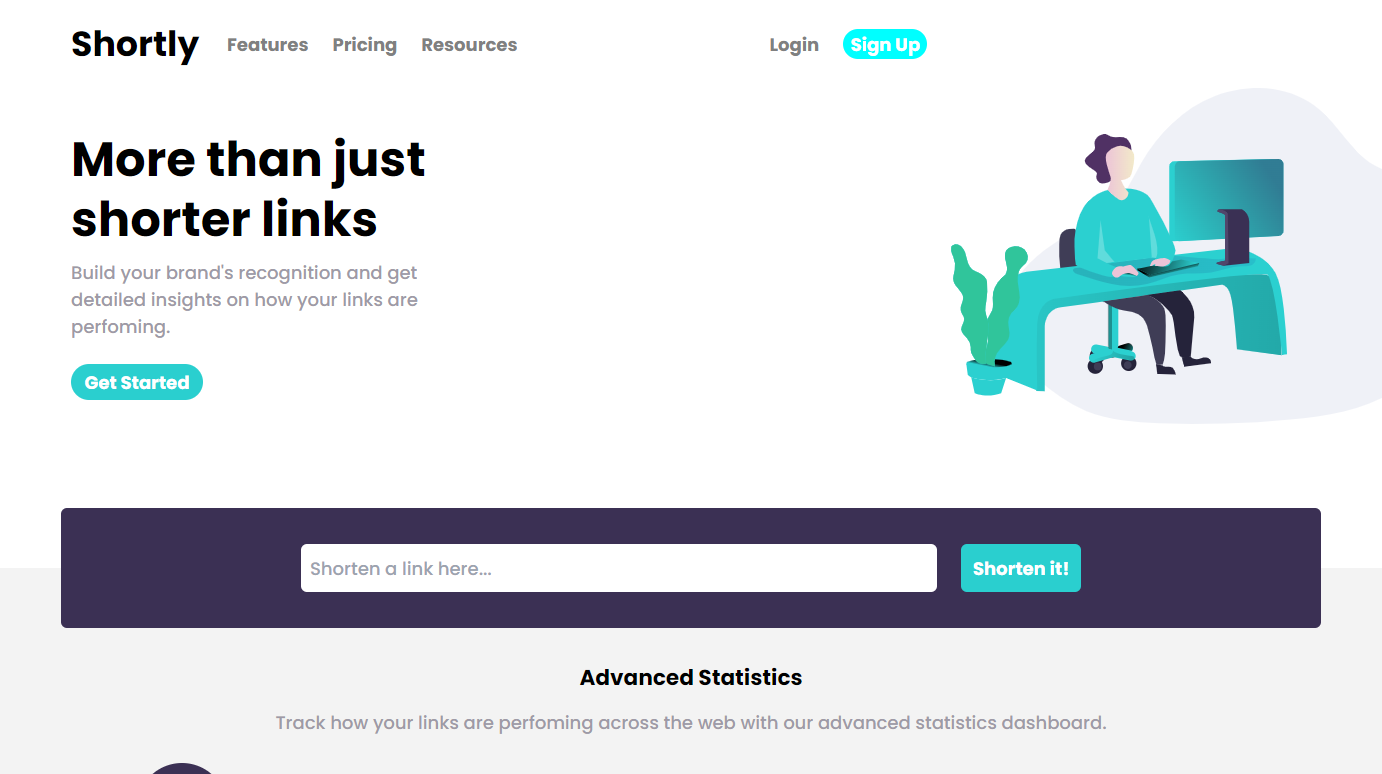 Shortly Features Pricing Resources Login Sign Up
More than just
shorter links
Build your brand's recognition and get
detailed insights on how your links are
perfoming.
Get Started
Shorten a link here...
Shorten it!
Advanced Statistics
Track how your links are perfoming across the web with our advanced statistics dashboard.